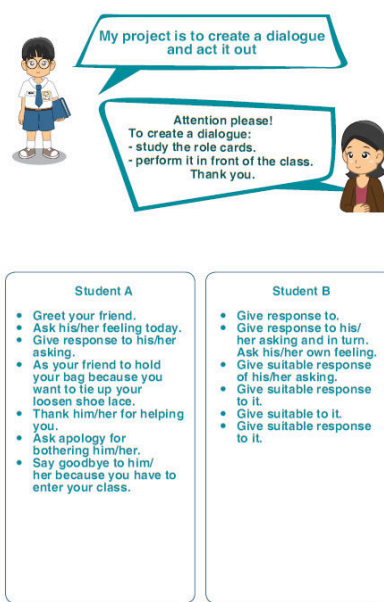 My project is to create a dialogue
and act it out
Attention please!
To create a dialogue:
- study the role cards.
- perform it in front of the class.
Thank you.
Student A
• Greet your friend.
• Ask his/her feeling today.
• Give response to his/her
asking.
• As your friend to hold
your bag because you
want to tie up your
loosen shoe lace.
• Thank him/her for helping
you.
• Ask apology for
bothering him/her.
• Say goodbye to him/
her because you have to
enter your class.
Student B
• Give response to.
• Give response to his/
her asking and in turn.
Ask his/her own feeling.
• Give suitable response
of his/her asking.
• Give suitable response
to it.
• Give suitable to it.
• Give suitable response
to it.